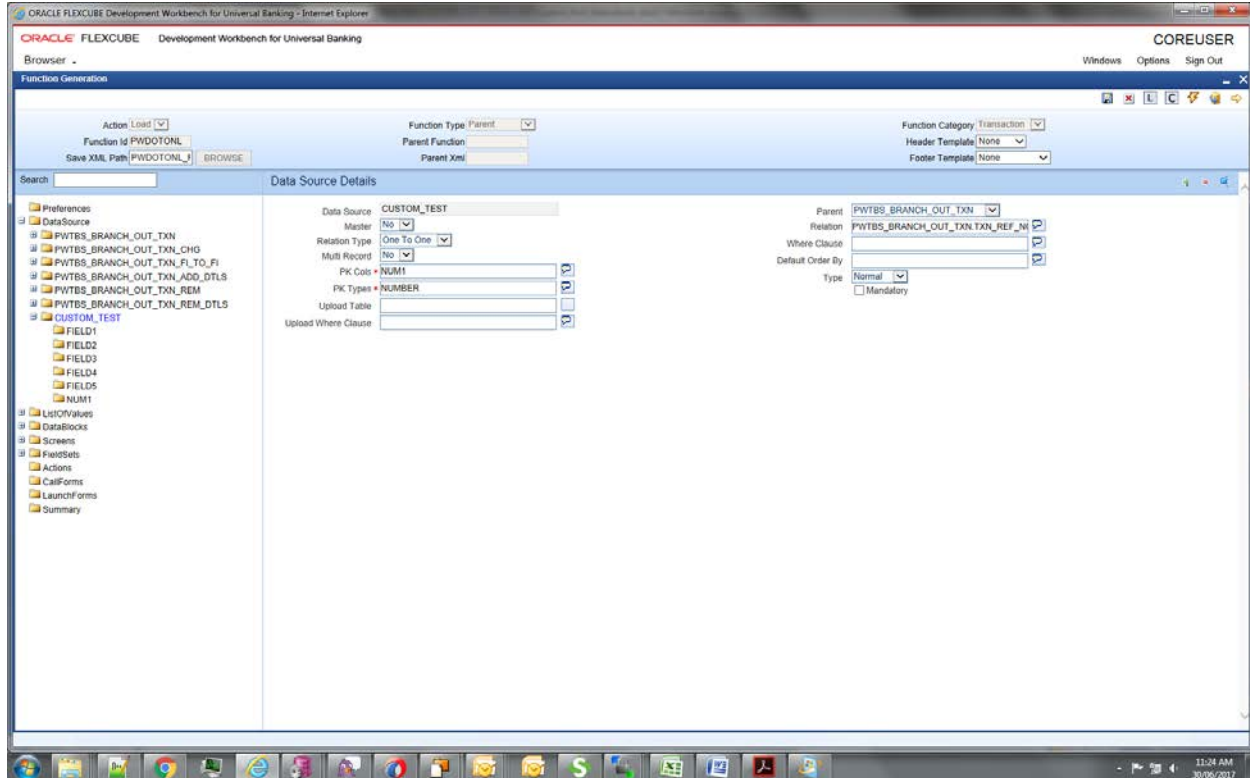 ORACLE FLEXCUBE Development Workbench for Universal Banking - Internet Explorer
ORACLE FLEXCUBE Development Workbench for Universal Banking COREUSER
Browser Windows Options Sign Out
Function Generation
L C
Action Load Function Type Parent Function Category Transaction
Function Id PWDOTONL Parent Function Header Template None
Save XML Path BROWSE Parent Xml Footer Template None
Search Data Source Details
Preferences
DataSource
PWTBS_BRANCH_OUT_TXN
PWTBS_BRANCH_OUT_TXN_CHG
PWTBS_BRANCH_OUT_TXN_FI_TO_FI
PWTBS_BRANCH_OUT_TXN_ADD_DTLS
PWTBS_BRANCH_OUT_TXN_REM
PWTBS_BRANCH_OUT_TXN_REM_DTLS
CUSTOM_TEST
FIELD1
FIELD2
FIELD3
FIELD4
FIELD5
NUM1
ListOfValues
DataBlocks
Screens
FieldSets
Actions
CallForms
LaunchForms
Summary
Data Source CUSTOM_TEST Parent PWTBS_BRANCH_OUT_TXN
Master No Relation
Relation Type One To One Where Clause
Multi Record No Default Order By
PK Cols * NUM1 Type Normal
PK Types * NUMBER Mandatory
Upload Table
Upload Where Clause
11:24 AM
30/06/2017